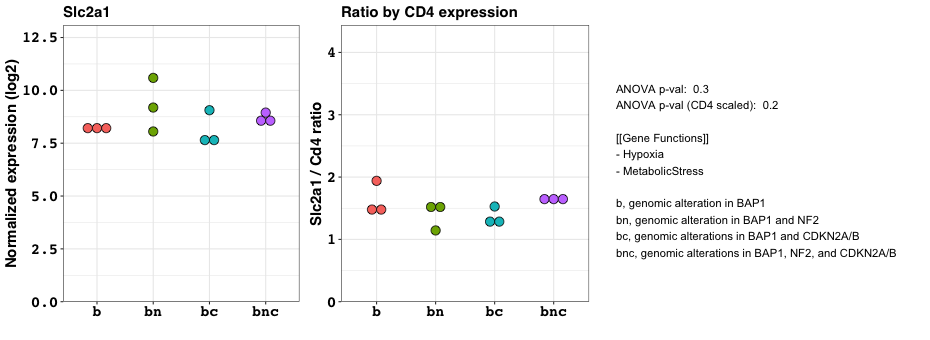 Slc2a1
Normalized expression (log2)
12.5
10.0
7.5
5.0
2.5
0.0
b bn bc bnc
Ratio by CD4 expression
Slc2a1 / Cd4 ratio
4
3
2
1
0
b bn bc bnc
ANOVA p-val: 0.3
ANOVA p-val (CD4 scaled): 0.2
[[Gene Functions]]
- Hypoxia
- MetabolicStress
b, genomic alteration in BAP1
bn, genomic alteration in BAP1 and NF2
bc, genomic alterations in BAP1 and CDKN2A/B
bnc, genomic alterations in BAP1, NF2, and CDKN2A/B